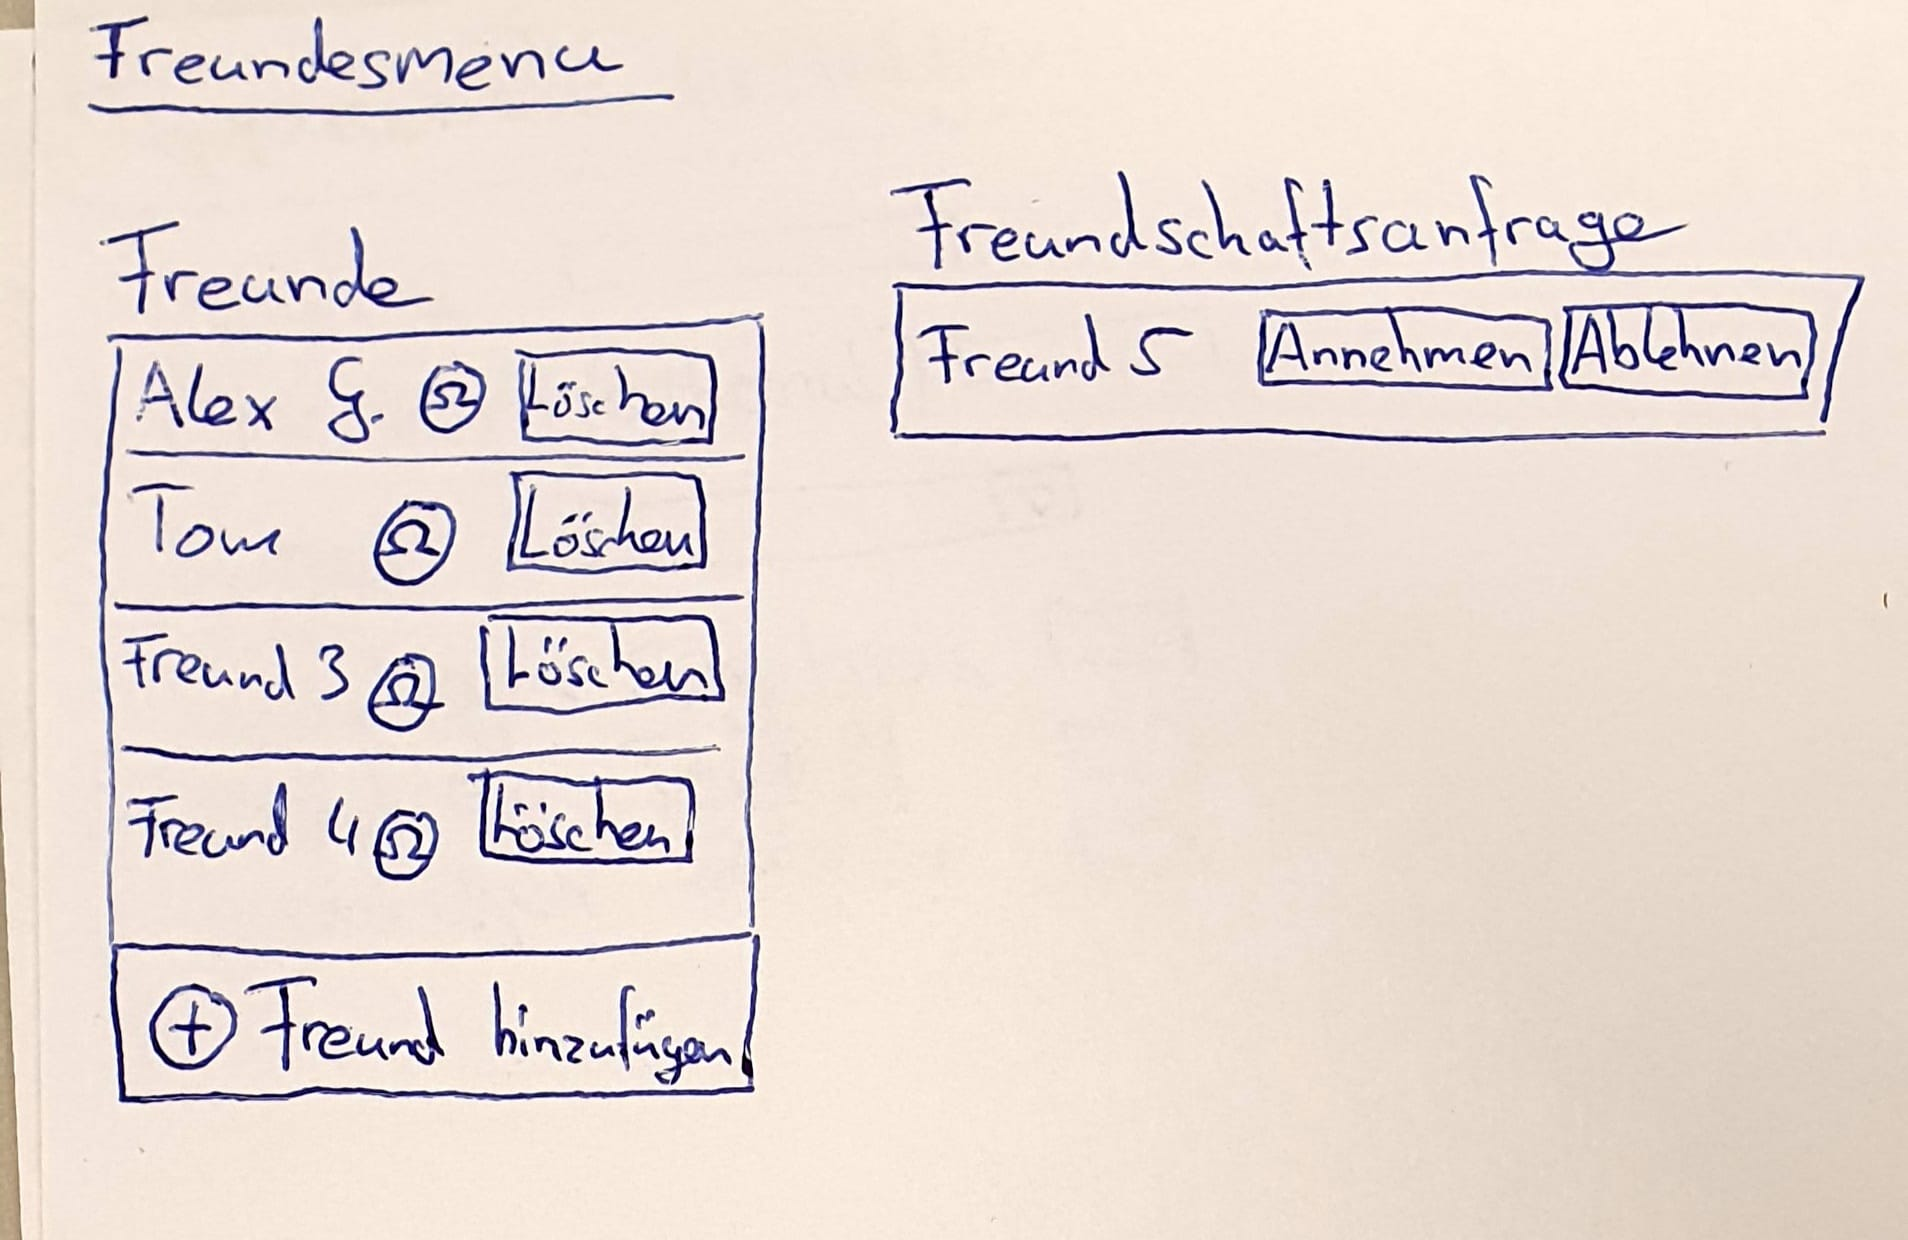 Freundesmenu
Freunde
Alex G. Löschen
Tom Löschen
Freund 3 Löschen
Freund 4 Löschen
+ Freund hinzufügen
Freundschaftsanfrage
Freund 5 Annehmen Ablehnen